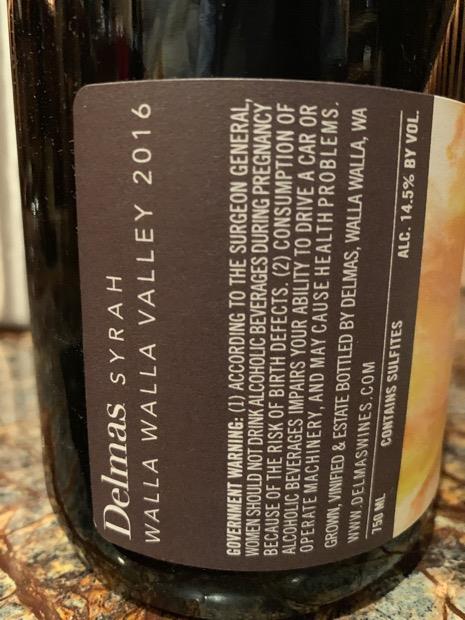 Delmas SYRAH
WALLA WALLA VALLEY 2016
GOVERNMENT WARNING: (1) ACCORDING TO THE SURGEON GENERAL,
WOMEN SHOULD NOT DRINK ALCOHOLIC BEVERAGES DURING PREGNANCY
BECAUSE OF THE RISK OF BIRTH DEFECTS. (2) CONSUMPTION OF
ALCOHOLIC BEVERAGES IMPAIRS YOUR ABILITY TO DRIVE A CAR OR
OPERATE MACHINERY, AND MAY CAUSE HEALTH PROBLEMS.
GROWN, VINIFIED & ESTATE BOTTLED BY DELMAS, WALLA WALLA, WA
WWW.DELMASWINES.COM
750 ML CONTAINS SULFITES ALC. 14.5% BY VOL.